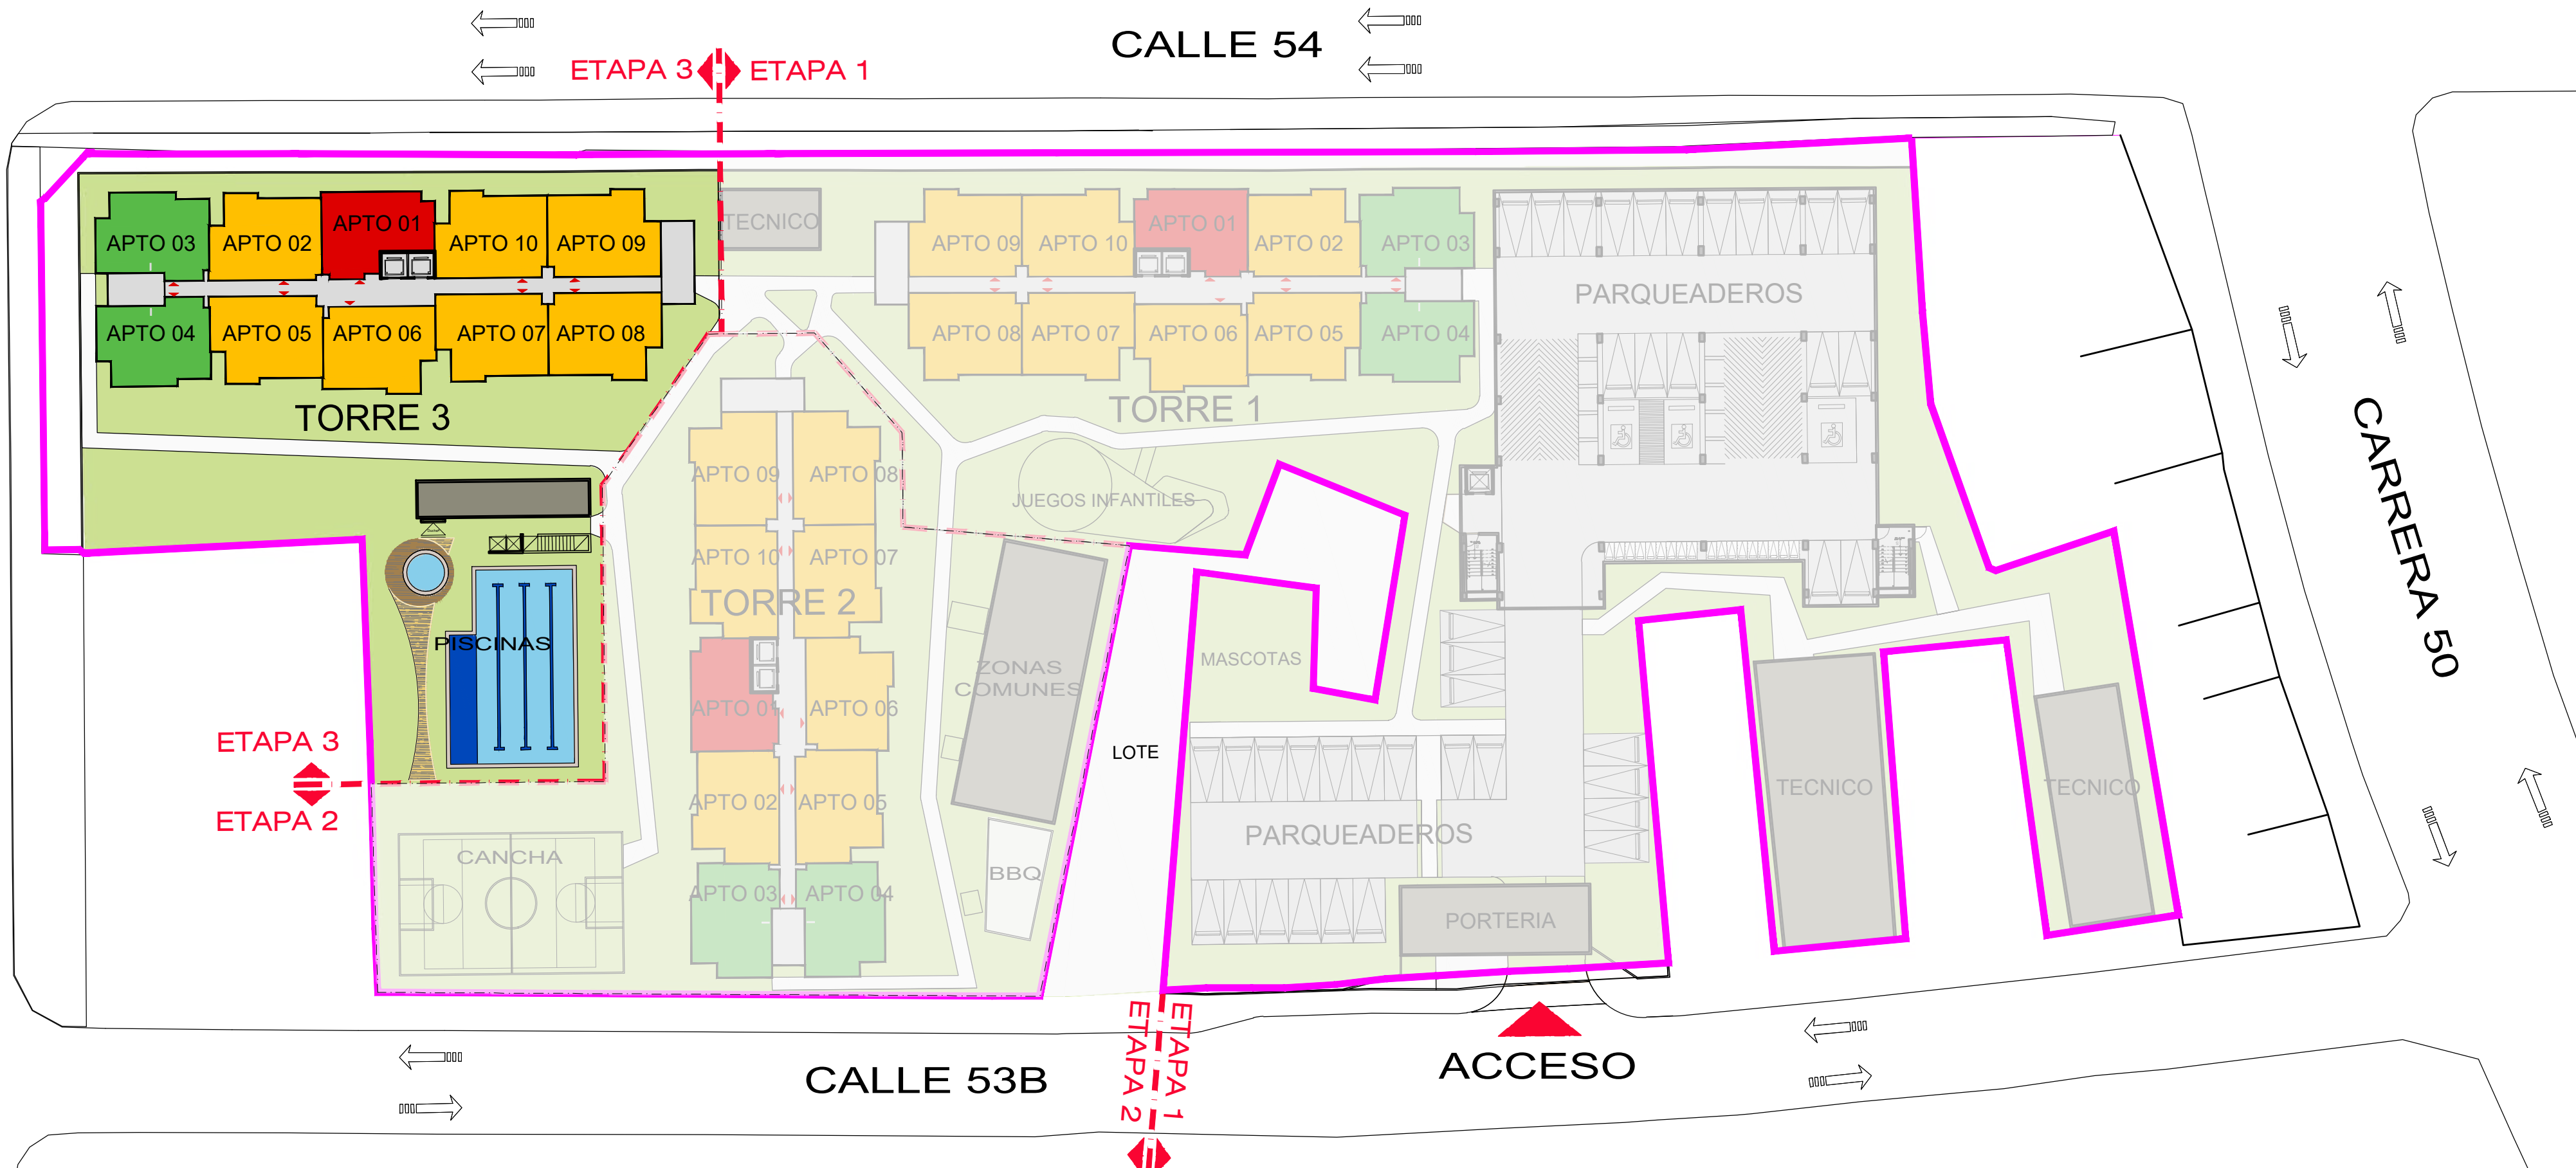 CALLE 54
ETAPA 3
ETAPA 1
APTO 03
APTO 02
APTO 01
APTO 10
APTO 09
APTO 04
APTO 05
APTO 06
APTO 07
APTO 08
TORRE 3
TECNICO
APTO 09
APTO 10
APTO 01
APTO 02
APTO 03
APTO 08
APTO 07
APTO 06
APTO 05
APTO 04
TORRE 1
PARQUEADEROS
CARRERA 50
APTO 09
APTO 08
APTO 10
APTO 07
TORRE 2
APTO 01
APTO 06
APTO 02
APTO 05
APTO 03
APTO 04
JUEGOS INFANTILES
PISCINAS
ZONAS
COMUNES
MASCOTAS
LOTE
ETAPA 3
ETAPA 2
CANCHA
BBQ
PARQUEADEROS
TECNICO
TECNICO
PORTERIA
ETAPA 1
ETAPA 2
ACCESO
CALLE 53B